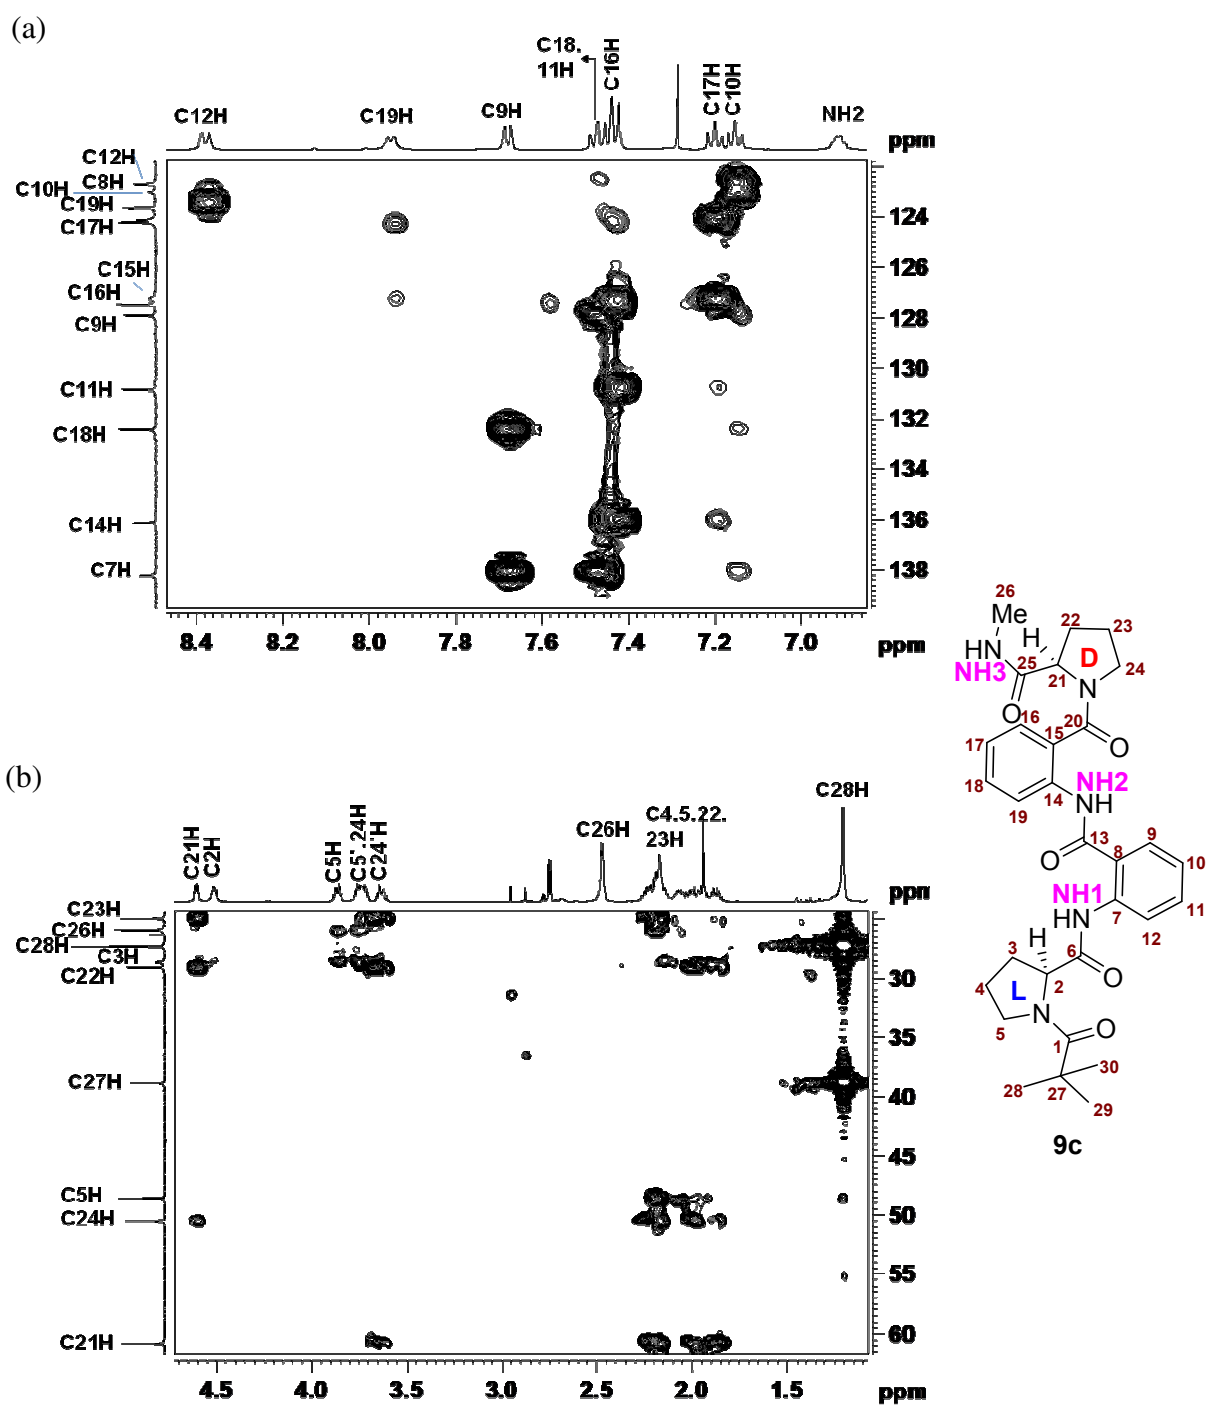 (a)
C12H
C19H
C9H
C18.
11H
C16H
C17H
C10H
NH2
ppm
C12H
C8H
C10H
C19H
C17H
C15H
C16H
C9H
C11H
C18H
C14H
C7H
124
126
128
130
132
134
136
138
8.4 8.2 8.0 7.8 7.6 7.4 7.2 7.0 ppm
(b)
C21H
C2H
C5H
C5'.24H
C24'H
C26H
C4.5.22.
23H
C28H
ppm
C23H
C26H
C28H
C3H
C22H
C27H
C5H
C24H
C21H
30
35
40
45
50
55
60
4.5 4.0 3.5 3.0 2.5 2.0 1.5 ppm
26
Me
22
23
H
HN
NH3
25
D
24
21
N
O
16
20
15
O
17
18
NH2
14
NH
19
13
9
O
8
10
NH1
7
11
HN
12
H
3
6
O
4
L
2
N
5
O
1
30
28
27
29
9c